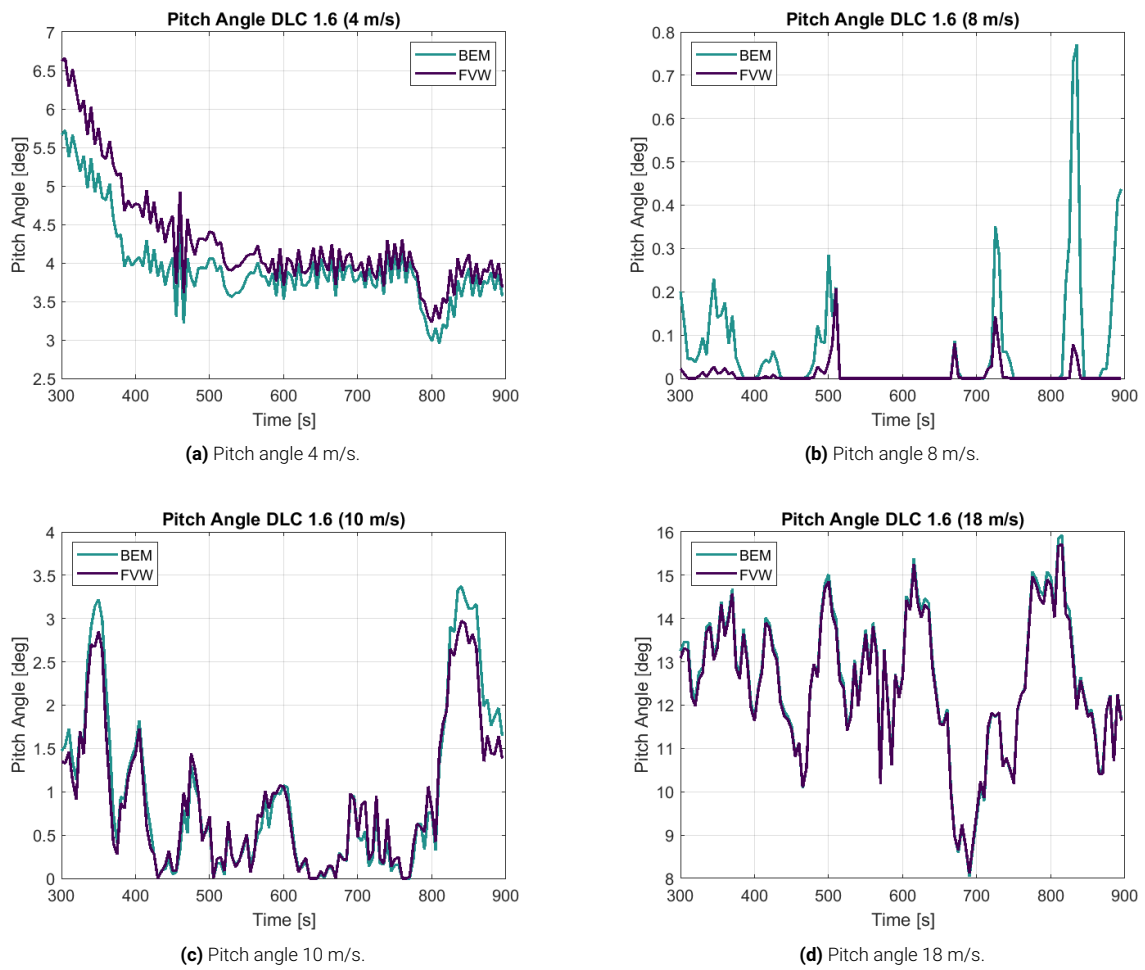 Pitch Angle DLC 1.6 (4 m/s)
7
6.5
6
5.5
5
4.5
4
3.5
3
2.5
Pitch Angle [deg]
BEM
FVW
300 400 500 600 700 800 900
Time [s]
(a) Pitch angle 4 m/s.
Pitch Angle DLC 1.6 (8 m/s)
0.8
0.7
0.6
0.5
0.4
0.3
0.2
0.1
0
Pitch Angle [deg]
BEM
FVW
300 400 500 600 700 800 900
Time [s]
(b) Pitch angle 8 m/s.
Pitch Angle DLC 1.6 (10 m/s)
4
3.5
3
2.5
2
1.5
1
0.5
0
Pitch Angle [deg]
BEM
FVW
300 400 500 600 700 800 900
Time [s]
(c) Pitch angle 10 m/s.
Pitch Angle DLC 1.6 (18 m/s)
16
15
14
13
12
11
10
9
8
Pitch Angle [deg]
BEM
FVW
300 400 500 600 700 800 900
Time [s]
(d) Pitch angle 18 m/s.